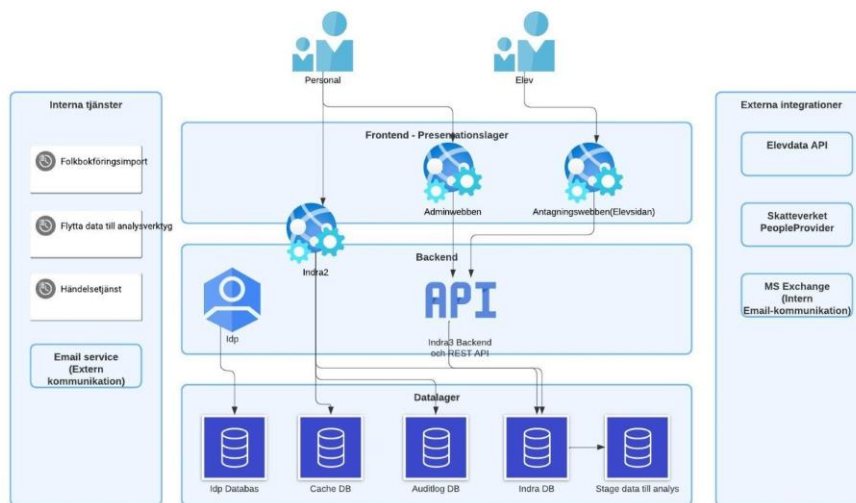 Personal
Elev
Interna tjänster
Folkbokföringsimport
Flytta data till analysverktyg
Händelsetjänst
Email service
(Extern
kommunikation)
Frontend - Presentationslager
Adminwebben
Antagningswebben(Elevsidan)
Indra2
Backend
Idp
API
Indra3 Backend
och REST API
Datalager
Idp Databas
Cache DB
Auditlog DB
Indra DB
Stage data till analys
Externa integrationer
Elevdata API
Skatteverket
PeopleProvider
MS Exchange
(Intern
Email-kommunikation)